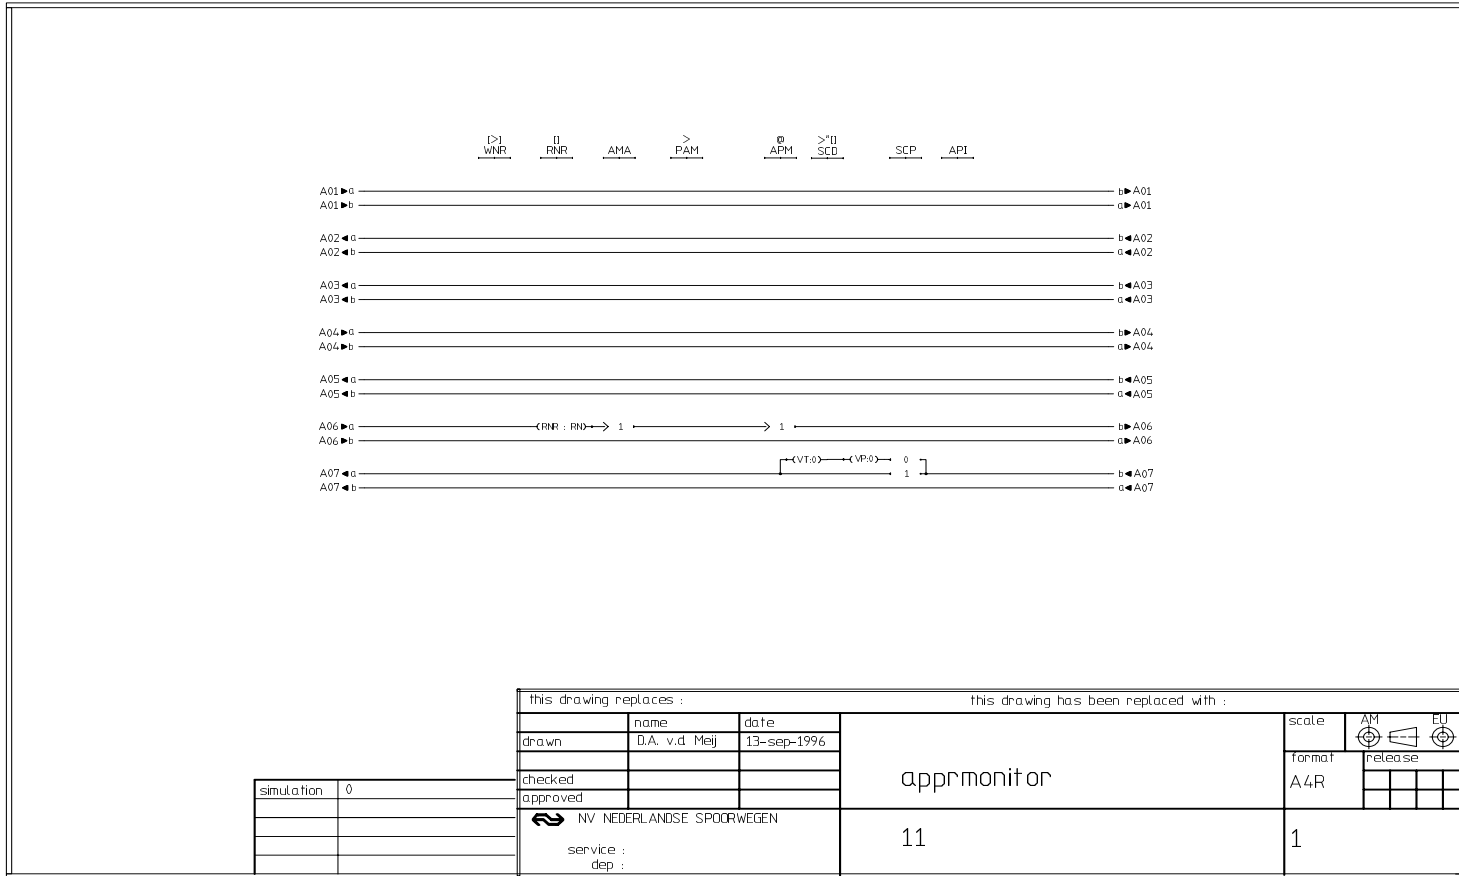 [>] [] > @ >"[]
WNR RNR AMA PAM APM SCD SCP API
A01 a b A01
A01 b a A01
A02 a b A02
A02 b a A02
A03 a b A03
A03 b a A03
A04 a b A04
A04 b a A04
A05 a b A05
A05 b a A05
A06 a (RNR : RN) 1 1 b A06
A06 b a A06
(VT:0) (VP:0) 0
A07 a 1 b A07
A07 b a A07
this drawing replaces : this drawing has been replaced with :
name date
scale AM EU
drawn D.A. v.d. Meij 13-sep-1996
format release
checked
apprmonitor
A4R
simulation 0
approved
NV NEDERLANDSE SPOORWEGEN
11
1
service :
dep :